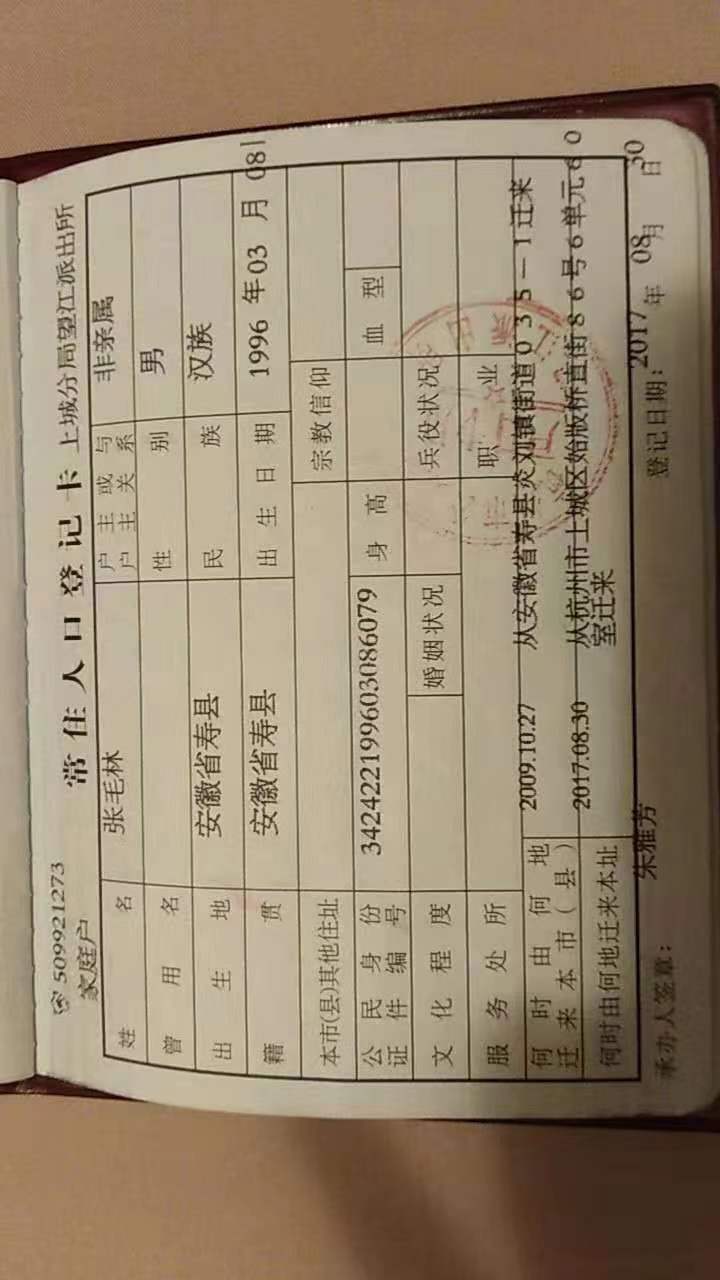 509921273
家庭户
常住人口登记卡 上城分局望江派出所
姓名 张毛林 户主或与户主关系 非亲属
曾用名 性别 男
出生地 安徽省寿县 民族 汉族
籍贯 安徽省寿县 出生日期 1996 年 03 月 08
本市(县)其他住址 宗教信仰
公民身份证件编号 342422199603086079 身高 血型
文化程度 婚姻状况 兵役状况
服务处所 职业
何时由何地迁来本市(县) 2009.10.27 从安徽省寿县炎刘镇街道035-1迁来
何时由何地迁来本址 2017.08.30 从杭州市上城区始版桥直街86号6单元60
室迁来
承办人签章: 朱雅芳 登记日期: 2017 年 08 月 30 日